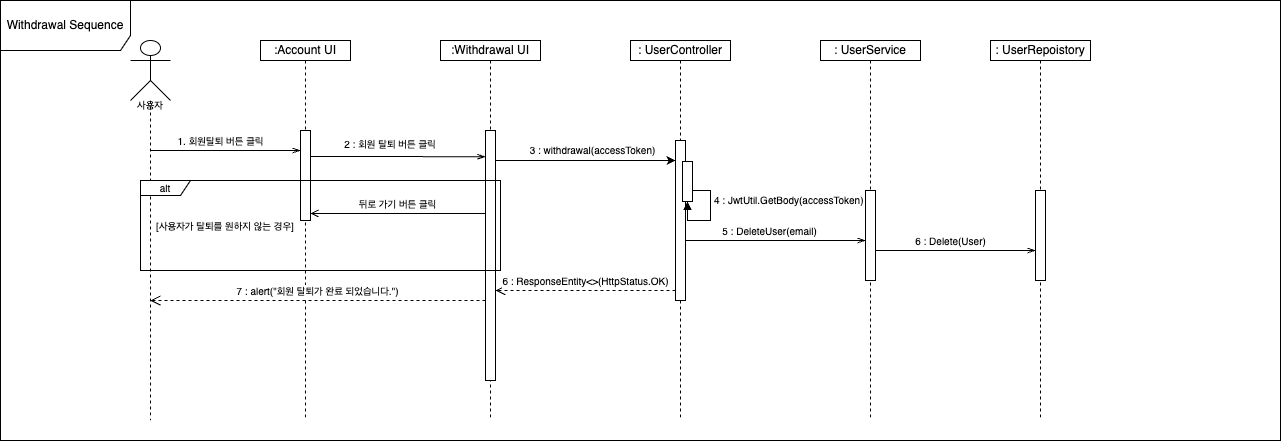 Withdrawal Sequence
:Account UI
:Withdrawal UI
: UserController
: UserService
: UserRepoistory
사용자
1. 회원탈퇴 버튼 클릭
2 : 회원 탈퇴 버튼 클릭
3 : withdrawal(accessToken)
alt
4 : JwtUtil.GetBody(accessToken)
뒤로 가기 버튼 클릭
[사용자가 탈퇴를 원하지 않는 경우]
5 : DeleteUser(email)
6 : Delete(User)
6 : ResponseEntity<>(HttpStatus.OK)
7 : alert("회원 탈퇴가 완료 되었습니다.")